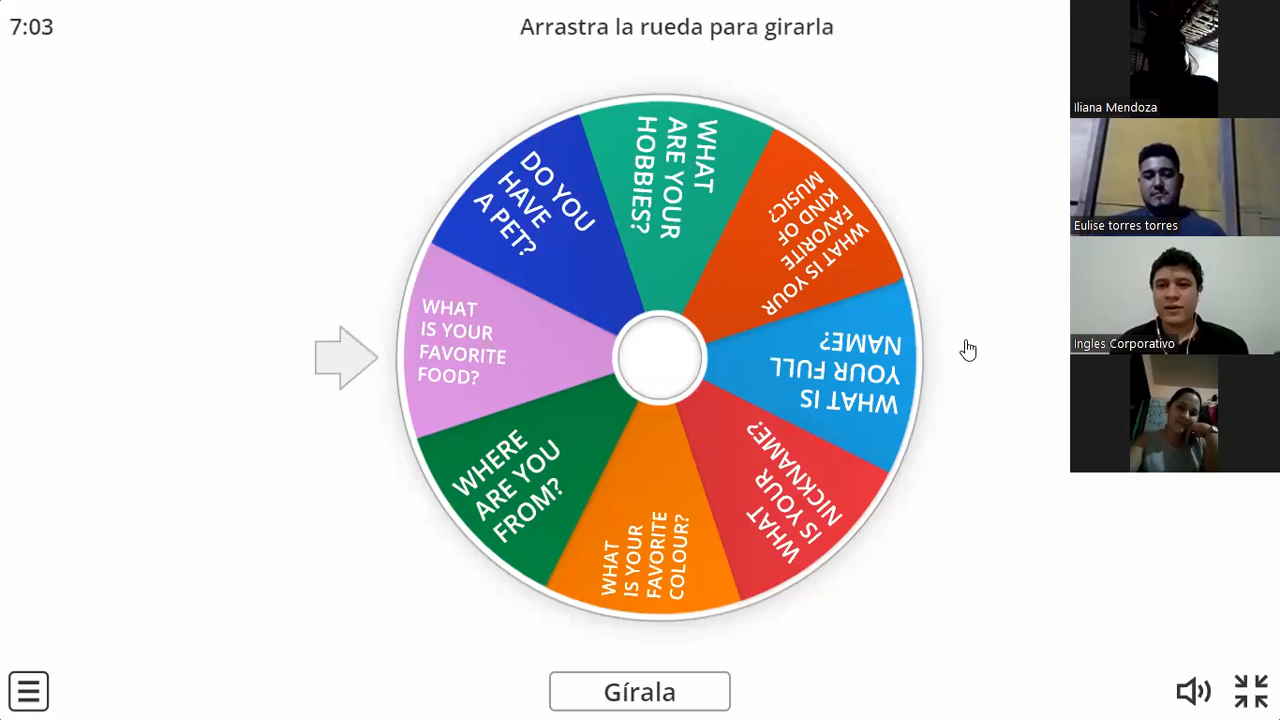 7:03
Arrastra la rueda para girarla
WHAT
ARE YOUR
HOBBIES?
WHAT IS YOUR
FAVORITE
KIND OF
MUSIC?
WHAT IS
YOUR FULL
NAME?
WHAT
IS YOUR
NICKNAME?
WHAT
IS YOUR
FAVORITE
COLOUR?
WHERE
ARE YOU
FROM?
WHAT
IS YOUR
FAVORITE
FOOD?
DO YOU
HAVE
A PET?
Gírala
Iliana Mendoza
Eulise torres torres
Ingles Corporativo